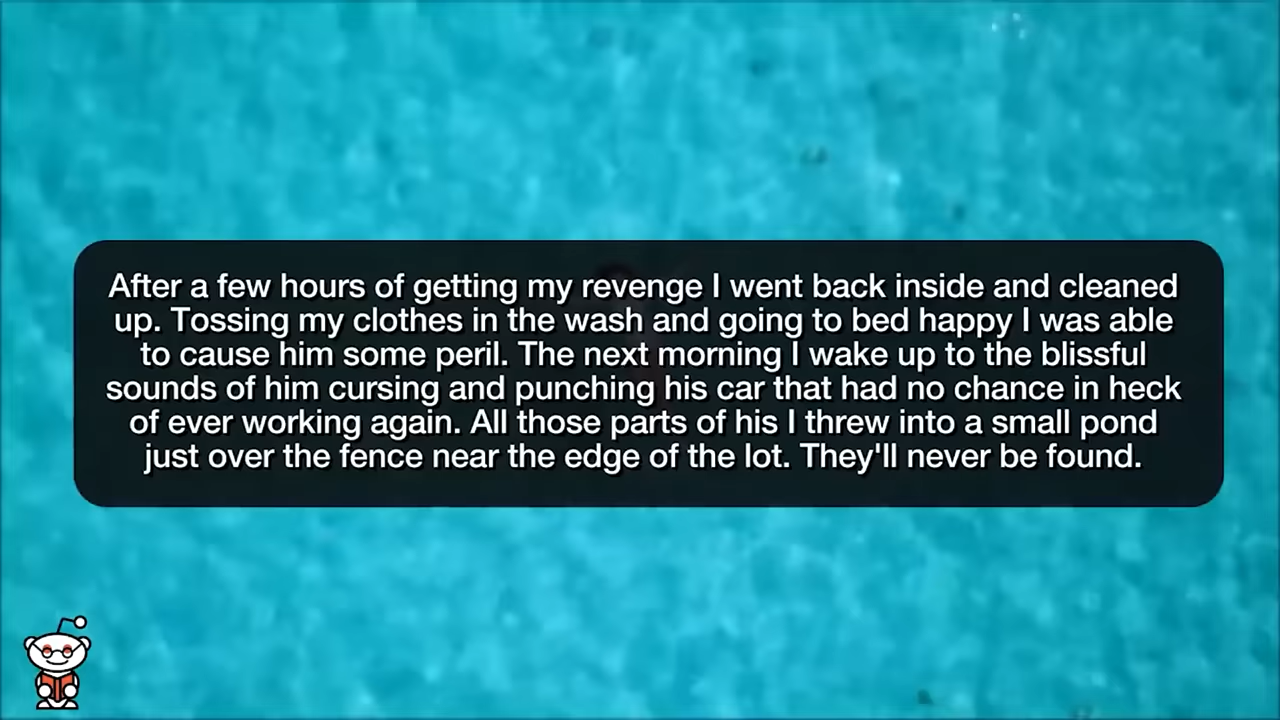 After a few hours of getting my revenge I went back inside and cleaned
up. Tossing my clothes in the wash and going to bed happy I was able
to cause him some peril. The next morning I wake up to the blissful
sounds of him cursing and punching his car that had no chance in heck
of ever working again. All those parts of his I threw into a small pond
just over the fence near the edge of the lot. They'll never be found.